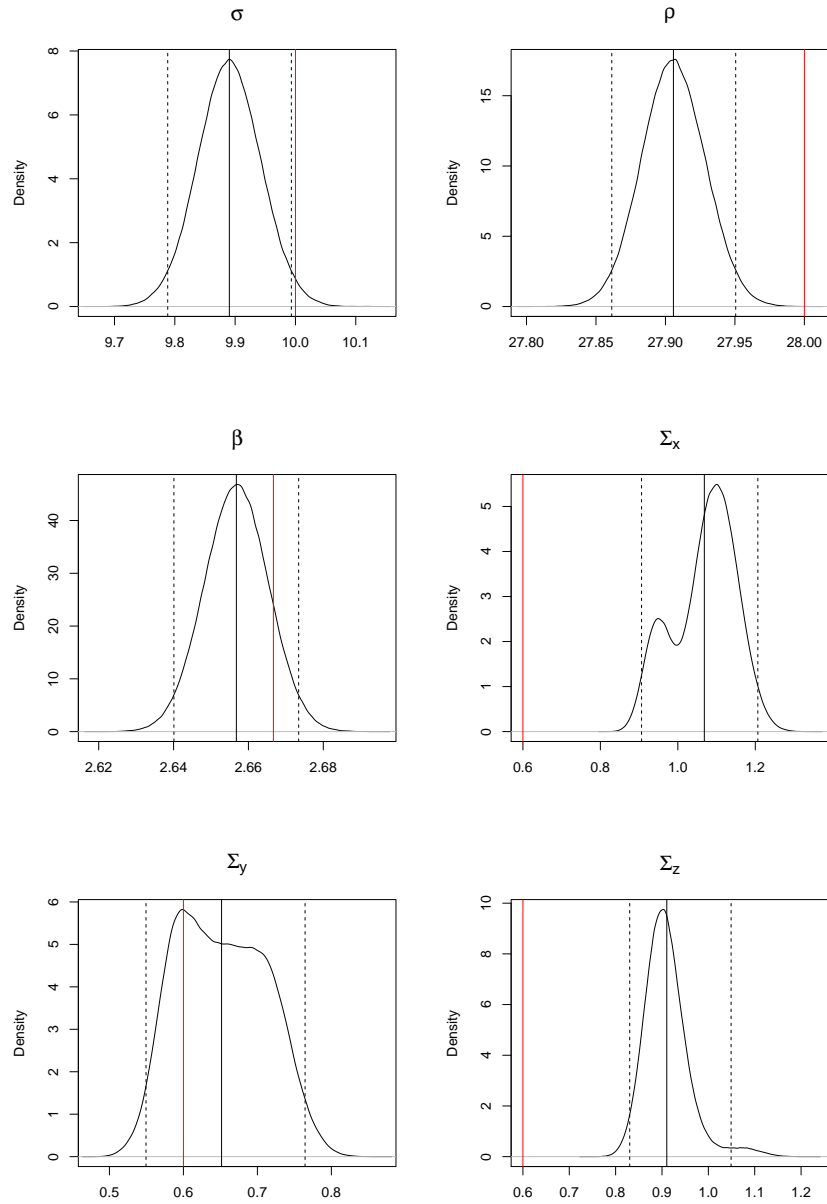 σ
ρ
Density
0 2 4 6 8
9.7 9.8 9.9 10.0 10.1
Density
0 5 10 15
27.80 27.85 27.90 27.95 28.00
β
Σx
Density
0 10 20 30 40
2.62 2.64 2.66 2.68
Density
0 1 2 3 4 5
0.6 0.8 1.0 1.2
Σy
Σz
Density
0 1 2 3 4 5 6
0.5 0.6 0.7 0.8
Density
0 2 4 6 8 10
0.6 0.7 0.8 0.9 1.0 1.1 1.2